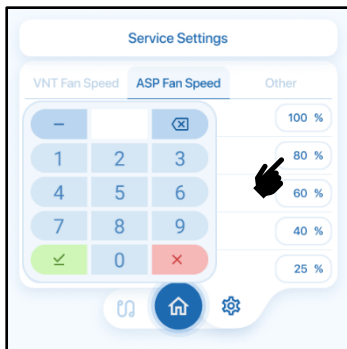 Service Settings
VNT Fan Speed ASP Fan Speed Other
100 %
1 2 3 80 %
4 5 6 60 %
7 8 9 40 %
0 25 %